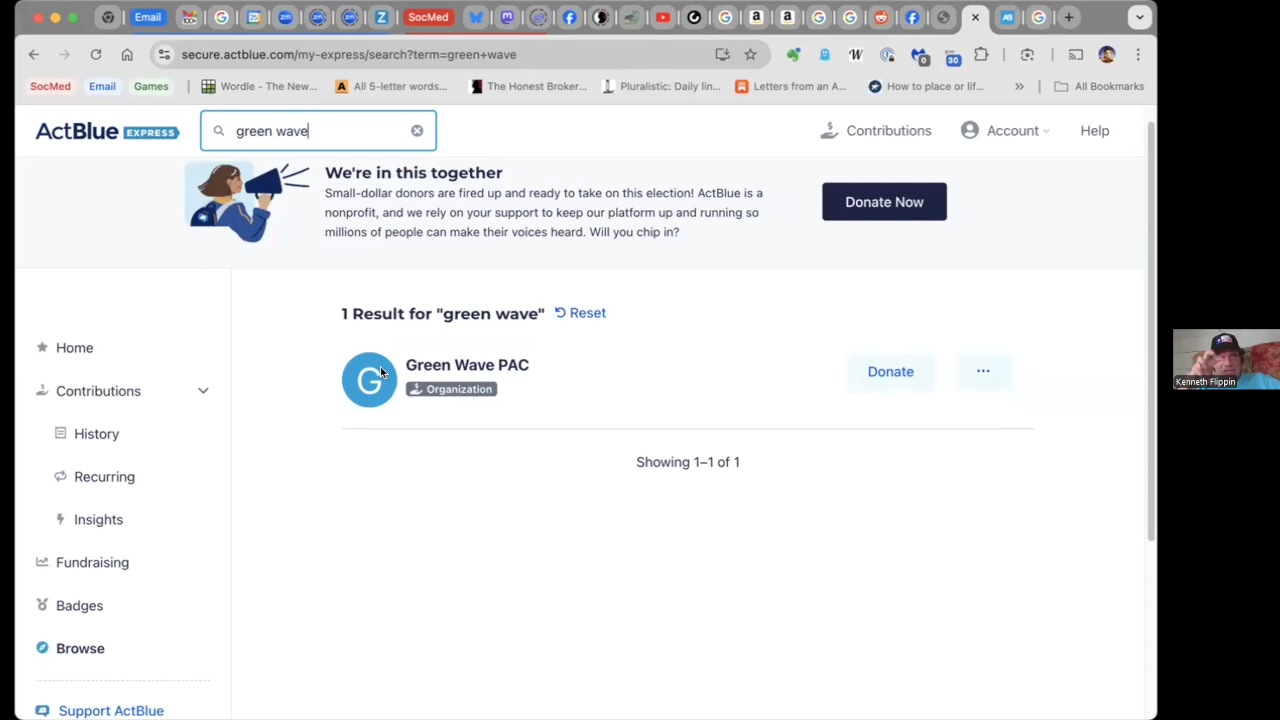 Email
SocMed
secure.actblue.com/my-express/search?term=green+wave
30
SocMed
Email
Games
Wordle - The New...
All 5-letter words...
The Honest Broker...
Pluralistic: Daily lin...
Letters from an A...
How to place or lif...
All Bookmarks
ActBlue EXPRESS
green wave
Contributions
Account
Help
We're in this together
Small-dollar donors are fired up and ready to take on this election! ActBlue is a
nonprofit, and we rely on your support to keep our platform up and running so
millions of people can make their voices heard. Will you chip in?
Donate Now
1 Result for "green wave"
Reset
G
Green Wave PAC
Organization
Donate
...
Showing 1–1 of 1
Home
Contributions
History
Recurring
Insights
Fundraising
Badges
Browse
Support ActBlue
Kenneth Flippin